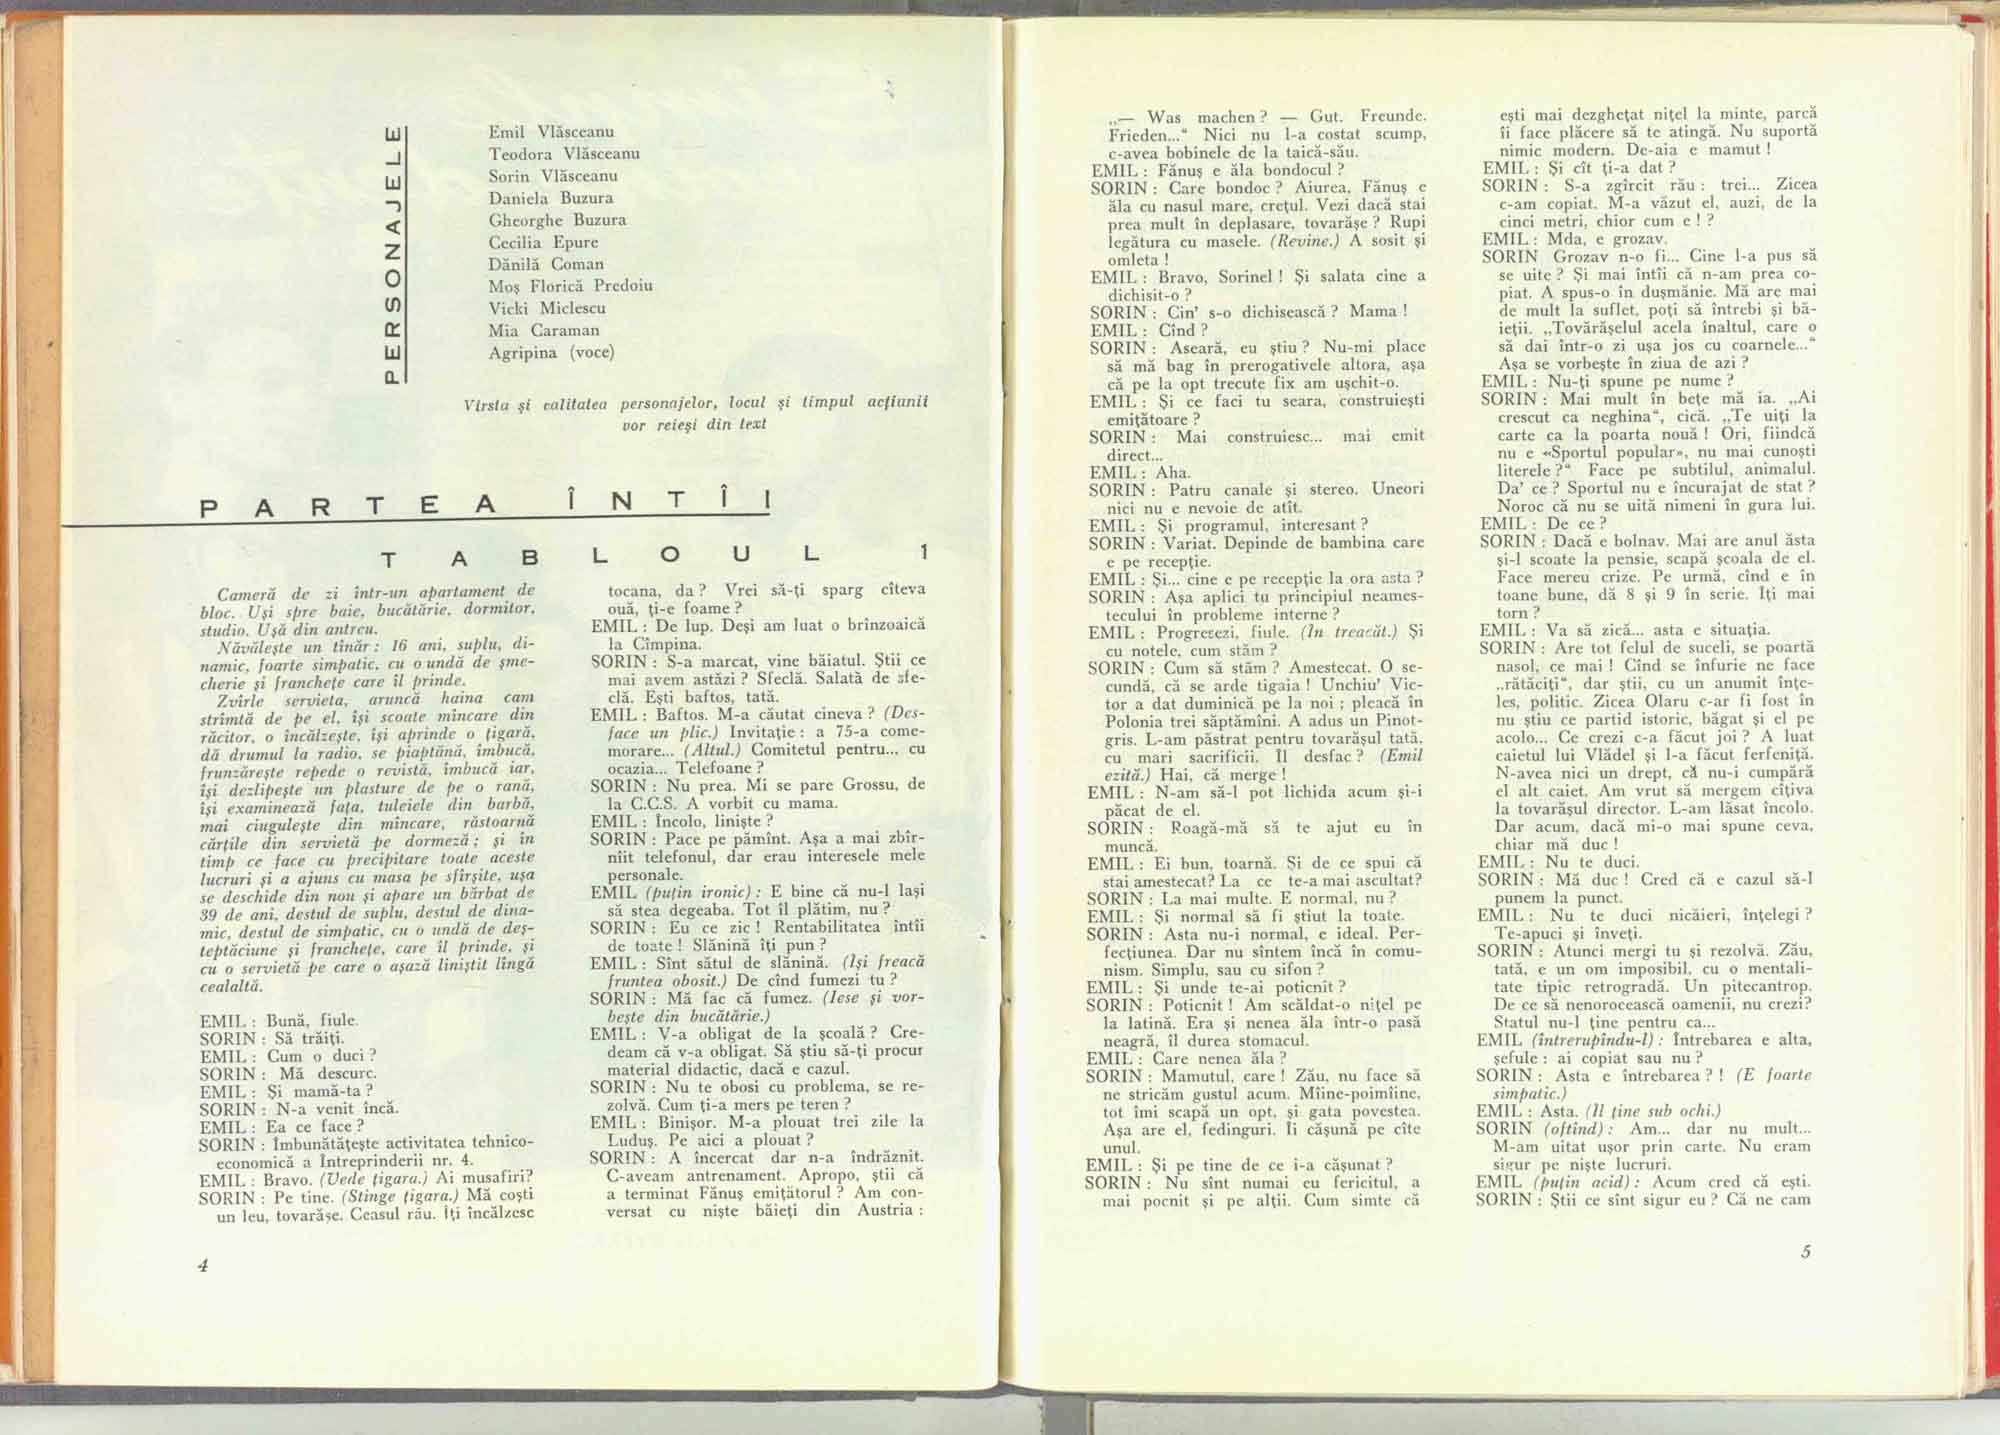 PERSONAJELE
Emil Vlăsceanu
Teodora Vlăsceanu
Sorin Vlăsceanu
Daniela Buzura
Gheorghe Buzura
Cecilia Epure
Dănilă Coman
Moș Florică Predoiu
Vicki Miclescu
Mia Caraman
Agripina (voce)
Vîrsta și calitatea personajelor, locul și timpul acțiunii
vor reieși din text
PARTEA ÎNTÎI
TABLOUL 1
Cameră de zi într-un apartament de
bloc. Uși spre baie, bucătărie, dormitor,
studio. Ușă din antreu.
Năvălește un tînăr : 16 ani, suplu, di-
namic, foarte simpatic, cu o undă de șme-
cherie și franchețe care îl prinde.
Zvîrle servieta, aruncă haina cam
strîmtă de pe el, își scoate mîncare din
răcitor, o încălzește, își aprinde o țigară,
dă drumul la radio, se piaptănă, îmbucă,
frunzărește repede o revistă, îmbucă iar,
își dezlipește un plasture de pe o rană,
își examinează fața, tuleiele din barbă,
mai ciugulește din mîncare, răstoarnă
cărțile din servietă pe dormeză ; și în
timp ce face cu precipitare toate aceste
lucruri și a ajuns cu masa pe sfîrșite, ușa
se deschide din nou și apare un bărbat de
39 de ani, destul de suplu, destul de dina-
mic, destul de simpatic, cu o undă de deș-
teptăciune și franchețe, care îl prinde, și
cu o servietă pe care o așază liniștit lîngă
cealaltă.
EMIL : Bună, fiule.
SORIN : Să trăiți.
EMIL : Cum o duci ?
SORIN : Mă descurc.
EMIL : Și mamă-ta ?
SORIN : N-a venit încă.
EMIL : Ea ce face ?
SORIN : Îmbunătățește activitatea tehnico-
economică a Întreprinderii nr. 4.
EMIL : Bravo. (Vede țigara.) Ai musafiri?
SORIN : Pe tine. (Stinge țigara.) Mă coști
un leu, tovarășe. Ceasul rău. Îți încălzesc
tocana, da ? Vrei să-ți sparg cîteva
ouă, ți-e foame ?
EMIL : De lup. Deși am luat o brînzoaică
la Cîmpina.
SORIN : S-a marcat, vine băiatul. Știi ce
mai avem astăzi ? Sfeclă. Salată de sfe-
clă. Ești baftos, tată.
EMIL : Baftos. M-a căutat cineva ? (Des-
face un plic.) Invitație : a 75-a come-
morare... (Altul.) Comitetul pentru... cu
ocazia... Telefoane ?
SORIN : Nu prea. Mi se pare Grossu, de
la C.C.S. A vorbit cu mama.
EMIL : Încolo, liniște ?
SORIN : Pace pe pămînt. Așa a mai zbîr-
nîit telefonul, dar erau interesele mele
personale.
EMIL (puțin ironic) : E bine că nu-l lași
să stea degeaba. Tot îl plătim, nu ?
SORIN : Eu ce zic ! Rentabilitatea întîi
de toate ! Slănină îți pun ?
EMIL : Sînt sătul de slănină. (Își freacă
fruntea obosit.) De cînd fumezi tu ?
SORIN : Mă fac că fumez. (Iese și vor-
bește din bucătărie.)
EMIL : V-a obligat de la școală ? Cre-
deam că v-a obligat. Să știu să-ți procur
material didactic, dacă e cazul.
SORIN : Nu te obosi cu problema, se re-
zolvă. Cum ți-a mers pe teren ?
EMIL : Binișor. M-a plouat trei zile la
Luduș. Pe aici a plouat ?
SORIN : A încercat dar n-a îndrăznit.
C-aveam antrenament. Apropo, știi că
a terminat Fănuș emițătorul ? Am con-
versat cu niște băieți din Austria :
4
„— Was machen ? — Gut. Freunde.
Frieden...“ Nici nu l-a costat scump,
c-avea bobinele de la taică-său.
EMIL : Fănuș e ăla bondocul ?
SORIN : Care bondoc ? Aiurea, Fănuș e
ăla cu nasul mare, crețul. Vezi dacă stai
prea mult în deplasare, tovarășe ? Rupi
legătura cu masele. (Revine.) A sosit și
omleta !
EMIL : Bravo, Sorinel ! Și salata cine a
dichisit-o ?
SORIN : Cin' s-o dichisească ? Mama !
EMIL : Cînd ?
SORIN : Aseară, eu știu ? Nu-mi place
să mă bag în prerogativele altora, așa
că pe la opt trecute fix am ușchit-o.
EMIL : Și ce faci tu seara, construiești
emițătoare ?
SORIN : Mai construiesc... mai emit
direct...
EMIL : Aha.
SORIN : Patru canale și stereo. Uneori
nici nu e nevoie de atît.
EMIL : Și programul, interesant ?
SORIN : Variat. Depinde de bambina care
e pe recepție.
EMIL : Și... cine e pe recepție la ora asta ?
SORIN : Așa aplici tu principiul neames-
tecului în probleme interne ?
EMIL : Progresezi, fiule. (În treacăt.) Și
cu notele, cum stăm ?
SORIN : Cum să stăm ? Amestecat. O se-
cundă, că se arde tigaia ! Unchiu' Vic-
tor a dat duminică pe la noi ; pleacă în
Polonia trei săptămîni. A adus un Pinot-
gris. L-am păstrat pentru tovarășul tată,
cu mari sacrificii. Îl desfac ? (Emil
ezită.) Hai, că merge !
EMIL : N-am să-l pot lichida acum și-i
păcat de el.
SORIN : Roagă-mă să te ajut eu în
muncă.
EMIL : Ei bun, toarnă. Și de ce spui că
stai amestecat? La ce te-a mai ascultat?
SORIN : La mai multe. E normal, nu ?
EMIL : Și normal să fi știut la toate.
SORIN : Asta nu-i normal, e ideal. Per-
fecțiunea. Dar nu sîntem încă în comu-
nism. Simplu, sau cu sifon ?
EMIL : Și unde te-ai poticnit ?
SORIN : Poticnit ! Am scăldat-o nițel pe
la latină. Era și nenea ăla într-o pasă
neagră, îl durea stomacul.
EMIL : Care nenea ăla ?
SORIN : Mamutul, care ! Zău, nu face să
ne stricăm gustul acum. Mîine-poimîine,
tot îmi scapă un opt, și gata povestea.
Așa are el, fedinguri. Îi cășună pe cîte
unul.
EMIL : Și pe tine de ce i-a cășunat ?
SORIN : Nu sînt numai eu fericitul, a
mai pocnit și pe alții. Cum simte că
ești mai dezghețat nițel la minte, parcă
îi face plăcere să te atingă. Nu suportă
nimic modern. De-aia e mamut !
EMIL : Și cît ți-a dat ?
SORIN : S-a zgîrcit rău : trei... Zicea
c-am copiat. M-a văzut el, auzi, de la
cinci metri, chior cum e ! ?
EMIL : Mda, e grozav.
SORIN Grozav n-o fi... Cine l-a pus să
se uite ? Și mai întîi că n-am prea co-
piat. A spus-o în dușmănie. Mă are mai
de mult la suflet, poți să întrebi și bă-
ieții. „Tovărășelul acela înaltul, care o
să dai într-o zi ușa jos cu coarnele...“
Așa se vorbește în ziua de azi ?
EMIL : Nu-ți spune pe nume ?
SORIN : Mai mult în bețe mă ia. „Ai
crescut ca neghina“, cică. „Te uiți la
carte ca la poarta nouă ! Ori, fiindcă
nu e «Sportul popular», nu mai cunoști
literele ?“ Face pe subtilul, animalul.
Da' ce ? Sportul nu e încurajat de stat ?
Noroc că nu se uită nimeni în gura lui.
EMIL : De ce ?
SORIN : Dacă e bolnav. Mai are anul ăsta
și-l scoate la pensie, scapă școala de el.
Face mereu crize. Pe urmă, cînd e în
toane bune, dă 8 și 9 în serie. Îți mai
torn ?
EMIL : Va să zică... asta e situația.
SORIN : Are tot felul de suceli, se poartă
nasol, ce mai ! Cînd se înfurie ne face
„rătăciți“, dar știi, cu un anumit înțe-
les, politic. Zicea Olaru c-ar fi fost în
nu știu ce partid istoric, băgat și el pe
acolo... Ce crezi c-a făcut joi ? A luat
caietul lui Vlădel și l-a făcut ferfeniță.
N-avea nici un drept, că nu-i cumpără
el alt caiet. Am vrut să mergem cîțiva
la tovarășul director. L-am lăsat încolo.
Dar acum, dacă mi-o mai spune ceva,
chiar mă duc !
EMIL : Nu te duci.
SORIN : Mă duc ! Cred că e cazul să-l
punem la punct.
EMIL : Nu te duci nicăieri, înțelegi ?
Te-apuci și înveți.
SORIN : Atunci mergi tu și rezolvă. Zău,
tată, e un om imposibil, cu o mentali-
tate tipic retrogradă. Un pitecantrop.
De ce să nenorocească oamenii, nu crezi?
Statul nu-l ține pentru ca...
EMIL (întrerupîndu-l) : Întrebarea e alta,
șefule : ai copiat sau nu ?
SORIN : Asta e întrebarea ? ! (E foarte
simpatic.)
EMIL : Asta. (Îl ține sub ochi.)
SORIN (oftînd) : Am... dar nu mult...
M-am uitat ușor prin carte. Nu eram
sigur pe niște lucruri.
EMIL (puțin acid) : Acum cred că ești.
SORIN : Știi ce sînt sigur eu ? Că ne cam
5